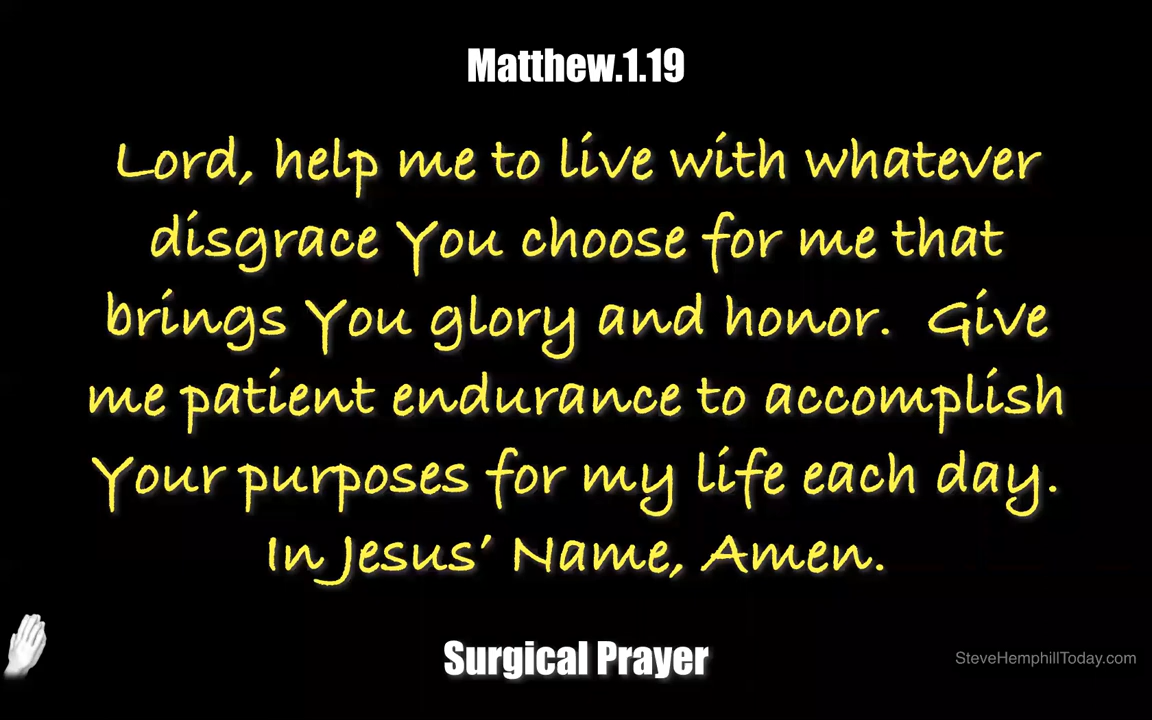 Matthew.1.19
Lord, help me to live with whatever
disgrace You choose for me that
brings You glory and honor.  Give
me patient endurance to accomplish
Your purposes for my life each day.
In Jesus’ Name, Amen.
Surgical Prayer
SteveHemphillToday.com